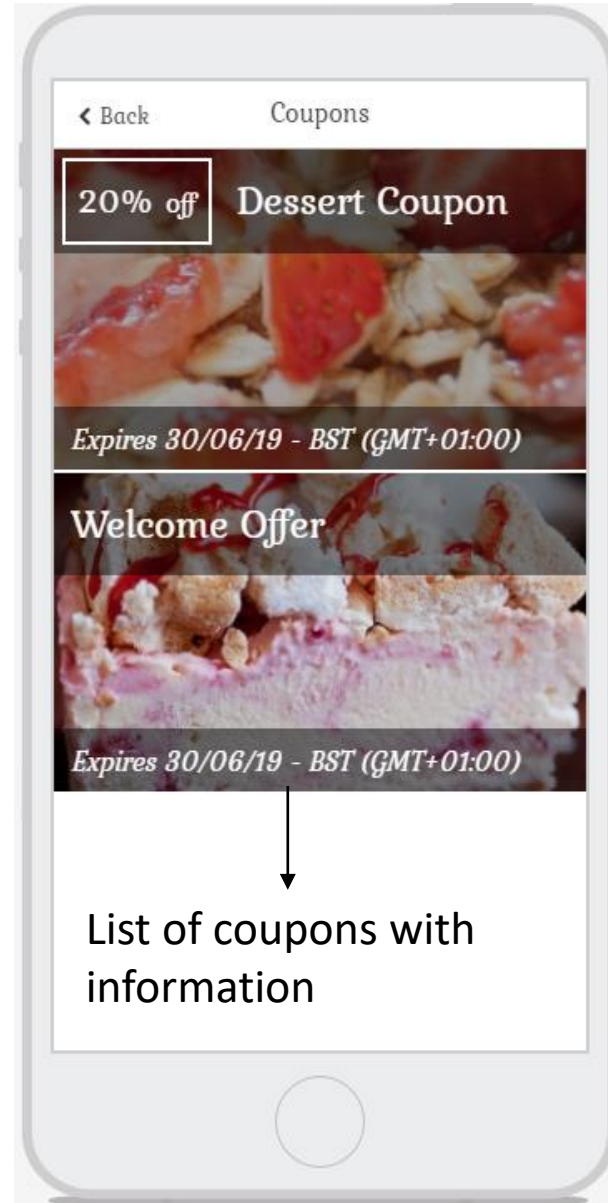 Back
Coupons
20% off
Dessert Coupon
Expires 30/06/19 - BST (GMT+01:00)
Welcome Offer
Expires 30/06/19 - BST (GMT+01:00)
List of coupons with
information